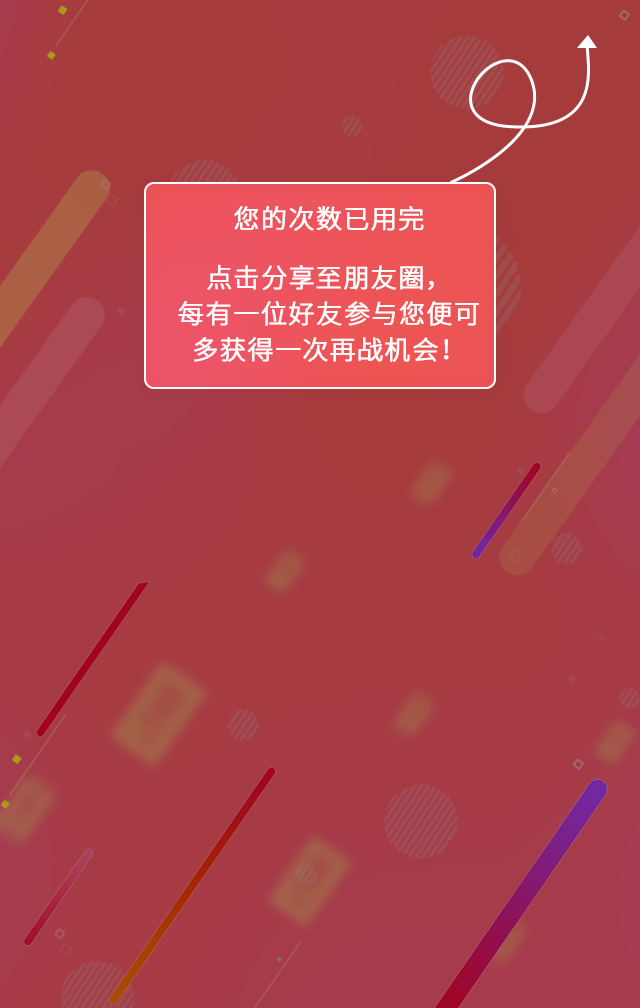 您的次数已用完
点击分享至朋友圈，
每有一位好友参与您便可
多获得一次再战机会！